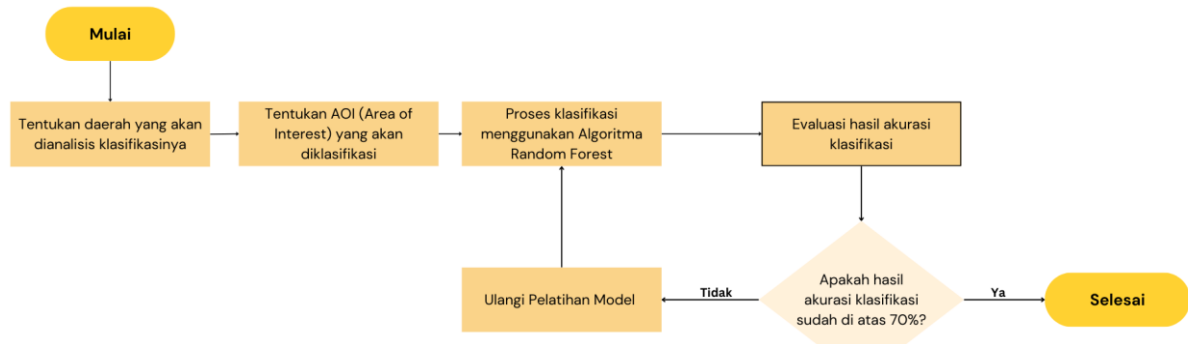 Mulai
Tentukan daerah yang akan
dianalisis klasifikasinya
Tentukan AOI (Area of
Interest) yang akan
diklasifikasi
Proses klasifikasi
menggunakan Algoritma
Random Forest
Evaluasi hasil akurasi
klasifikasi
Apakah hasil
akurasi klasifikasi
sudah di atas 70%?
Tidak
Ulangi Pelatihan Model
Ya
Selesai